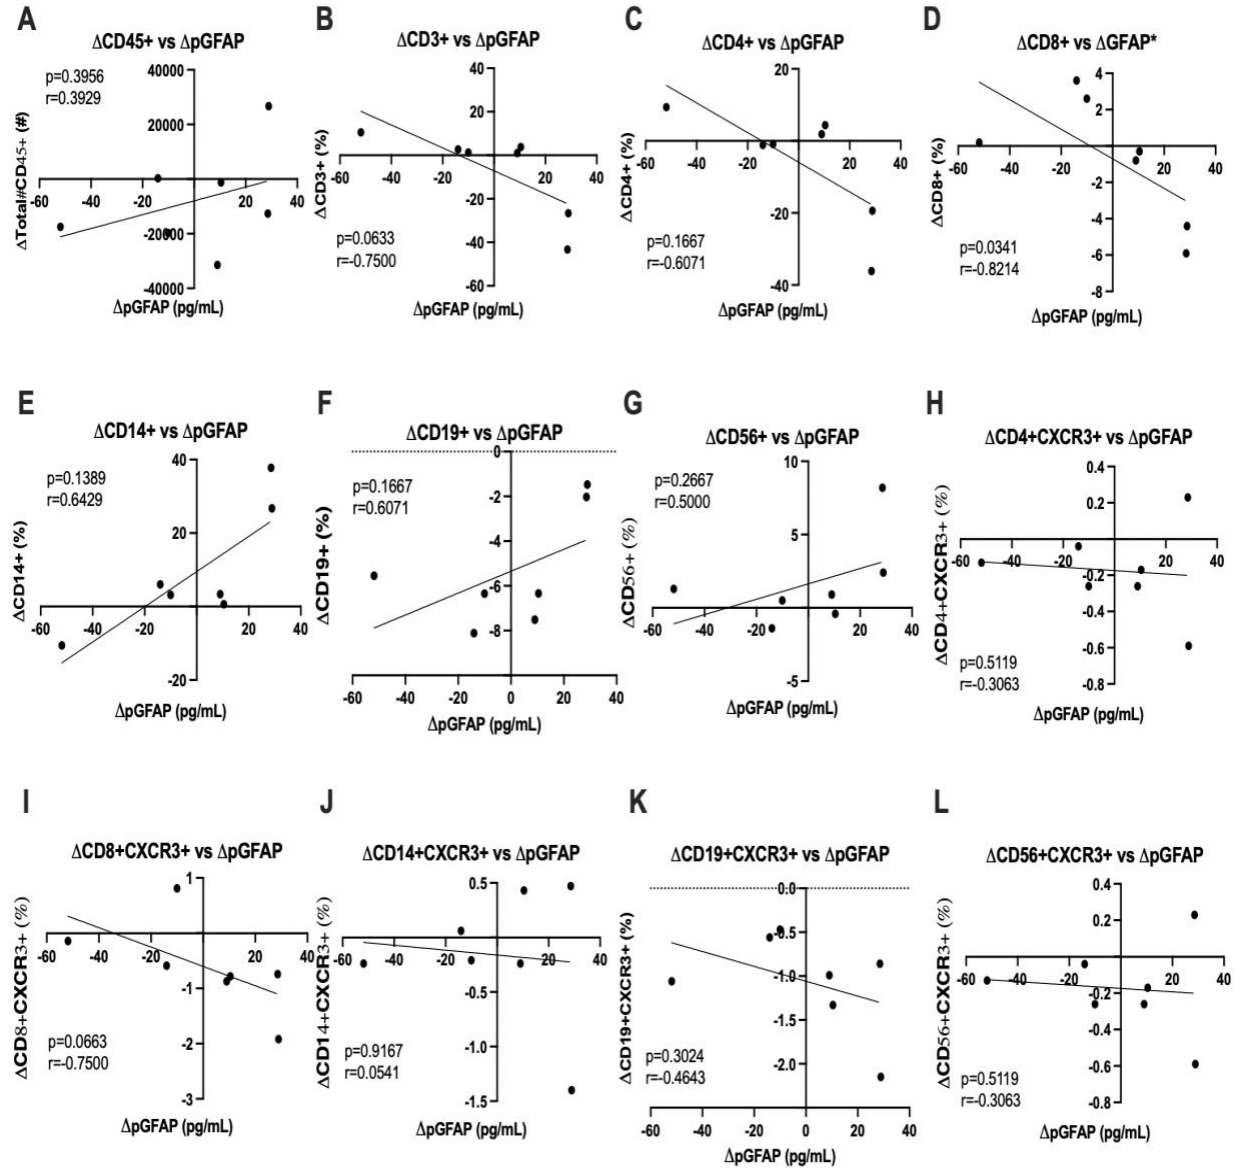 A
ΔCD45+ vs ΔpGFAP
p=0.3956
r=0.3929
ΔTotal#CD45+ (#)
40000
20000
-20000
-40000
-60 -40 -20 0 20 40
ΔpGFAP (pg/mL)
B
ΔCD3+ vs ΔpGFAP
p=0.0633
r=-0.7500
ΔCD3+ (%)
40
20
-20
-40
-60
-60 -40 -20 0 20 40
ΔpGFAP (pg/mL)
C
ΔCD4+ vs ΔpGFAP
p=0.1667
r=-0.6071
ΔCD4+ (%)
20
-20
-40
-60 -40 -20 20 40
ΔpGFAP (pg/mL)
D
ΔCD8+ vs ΔGFAP*
p=0.0341
r=-0.8214
ΔCD8+ (%)
4
2
-2
-4
-6
-8
-60 -40 -20 20 40
ΔpGFAP (pg/mL)
E
ΔCD14+ vs ΔpGFAP
p=0.1389
r=0.6429
ΔCD14+ (%)
40
20
-20
-60 -40 -20 20 40
ΔpGFAP (pg/mL)
F
ΔCD19+ vs ΔpGFAP
p=0.1667
r=0.6071
ΔCD19+ (%)
0
-2
-4
-6
-8
-60 -40 -20 0 20 40
ΔpGFAP (pg/mL)
G
ΔCD56+ vs ΔpGFAP
p=0.2667
r=0.5000
ΔCD56+ (%)
10
5
-5
-60 -40 -20 20 40
ΔpGFAP (pg/mL)
H
ΔCD4+CXCR3+ vs ΔpGFAP
p=0.5119
r=-0.3063
ΔCD4+CXCR3+ (%)
0.4
0.2
-0.2
-0.4
-0.6
-0.8
-60 -40 -20 20 40
ΔpGFAP (pg/mL)
I
ΔCD8+CXCR3+ vs ΔpGFAP
p=0.0663
r=-0.7500
ΔCD8+CXCR3+ (%)
1
-1
-2
-3
-60 -40 -20 20 40
ΔpGFAP (pg/mL)
J
ΔCD14+CXCR3+ vs ΔpGFAP
p=0.9167
r=0.0541
ΔCD14+CXCR3+ (%)
0.5
-0.5
-1.0
-1.5
-60 -40 -20 20 40
ΔpGFAP (pg/mL)
K
ΔCD19+CXCR3+ vs ΔpGFAP
p=0.3024
r=-0.4643
ΔCD19+CXCR3+ (%)
0.0
-0.5
-1.0
-1.5
-2.0
-60 -40 -20 0 20 40
ΔpGFAP (pg/mL)
L
ΔCD56+CXCR3+ vs ΔpGFAP
p=0.5119
r=-0.3063
ΔCD56+CXCR3+ (%)
0.4
0.2
-0.2
-0.4
-0.6
-0.8
-60 -40 -20 20 40
ΔpGFAP (pg/mL)